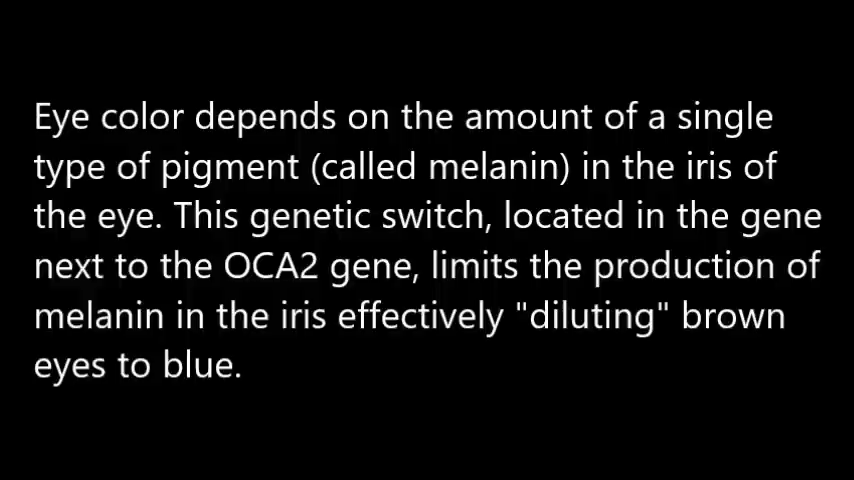 Eye color depends on the amount of a single
type of pigment (called melanin) in the iris of
the eye. This genetic switch, located in the gene
next to the OCA2 gene, limits the production of
melanin in the iris effectively "diluting" brown
eyes to blue.